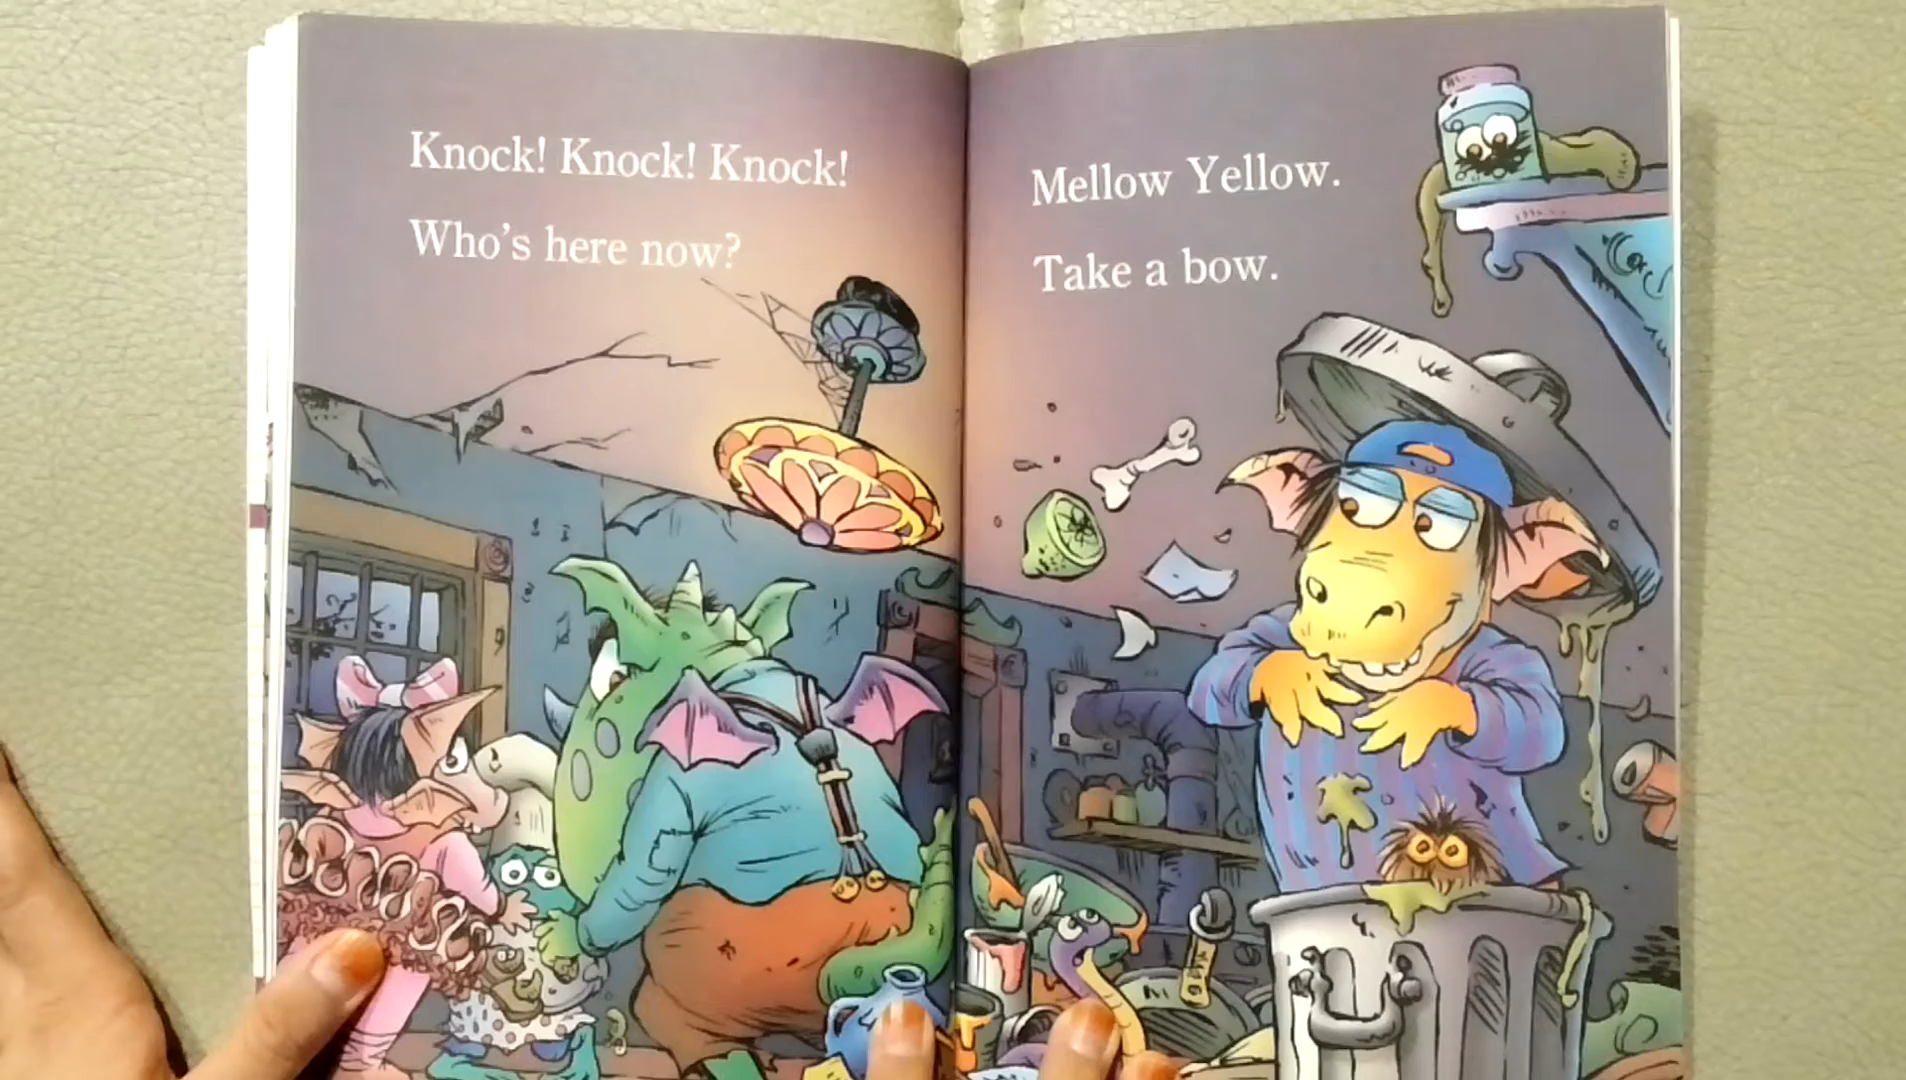 Knock! Knock! Knock!
Who's here now?
Mellow Yellow.
Take a bow.